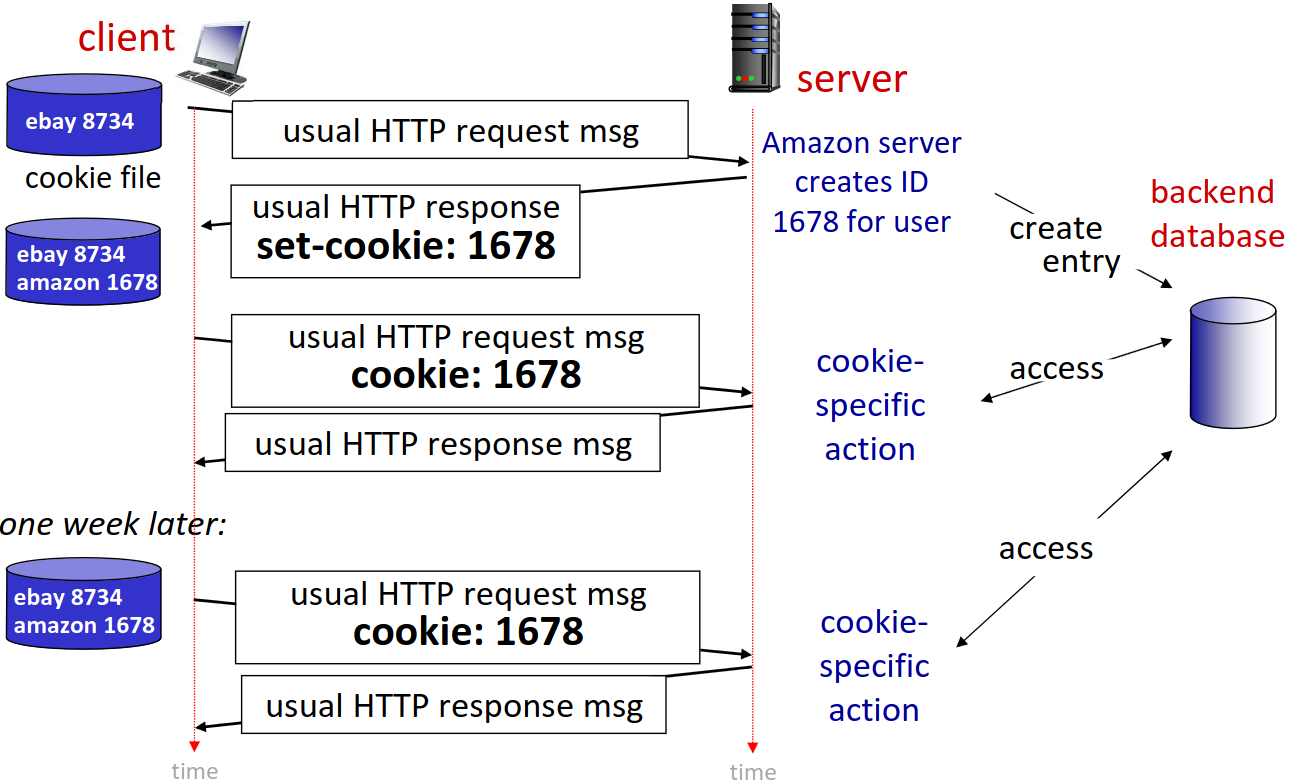 client
server
ebay 8734
cookie file
usual HTTP request msg
Amazon server
creates ID
1678 for user
backend
database
create
entry
usual HTTP response
set-cookie: 1678
ebay 8734
amazon 1678
usual HTTP request msg
cookie: 1678
cookie-
specific
action
access
usual HTTP response msg
one week later:
ebay 8734
amazon 1678
usual HTTP request msg
cookie: 1678
cookie-
specific
action
access
usual HTTP response msg
time
time